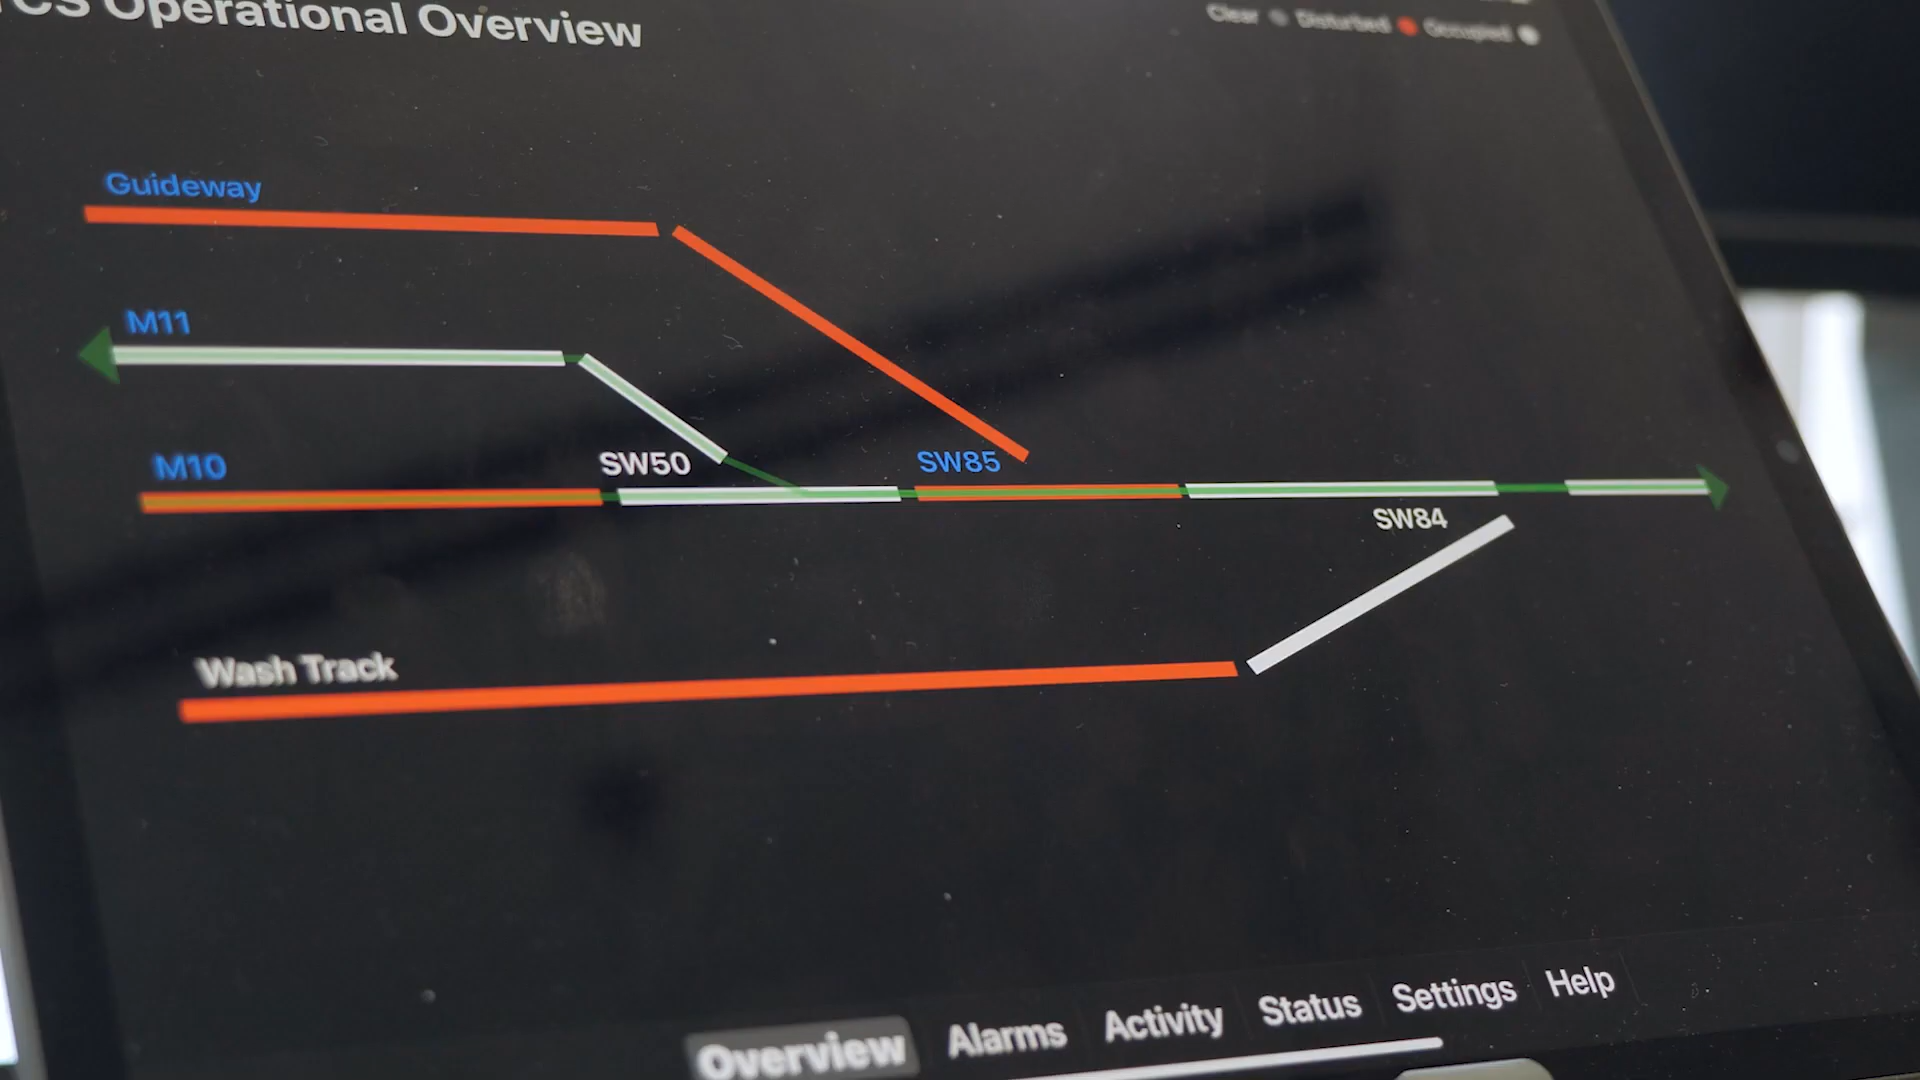 CS Operational Overview
Clear Disturbed Occupied
Guideway
M11
M10
SW50
SW85
SW84
Wash Track
Overview Alarms Activity Status Settings Help